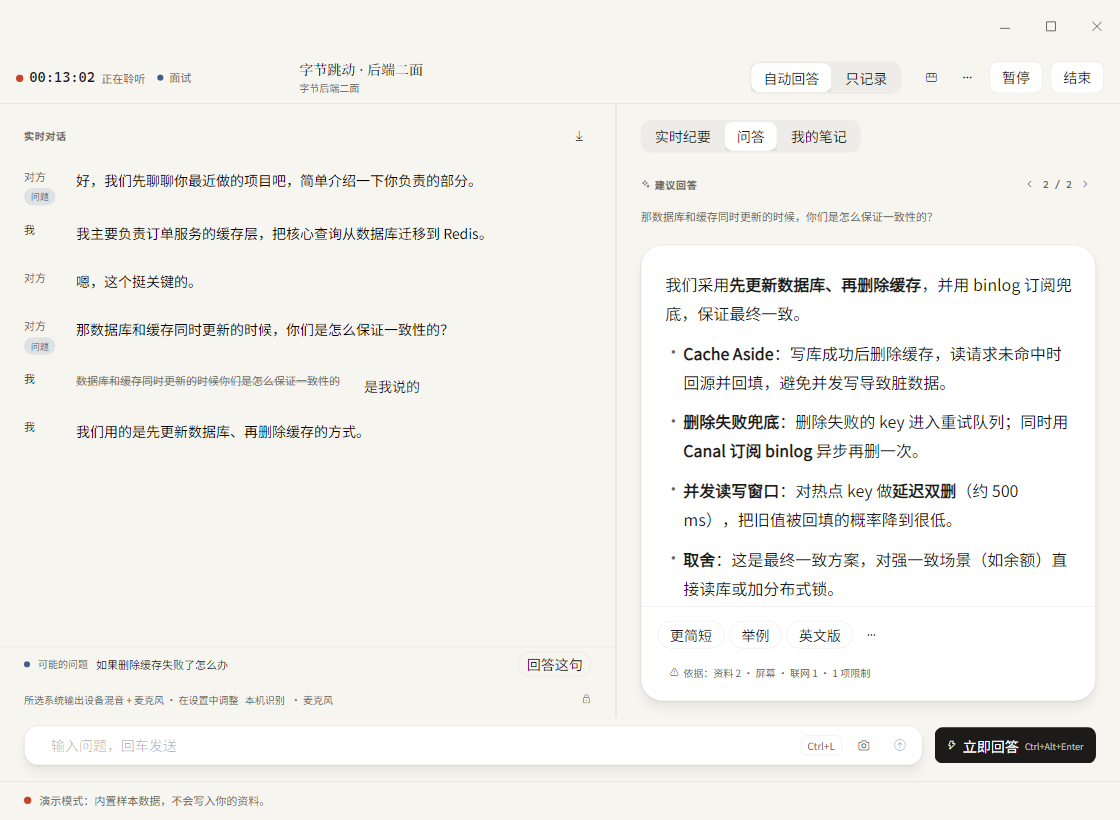 00:13:02 正在聆听 面试
字节跳动 · 后端二面
字节后端二面
自动回答 只记录 ··· 暂停 结束
实时对话
对方
问题
好，我们先聊聊你最近做的项目吧，简单介绍一下你负责的部分。
我
我主要负责订单服务的缓存层，把核心查询从数据库迁移到 Redis。
对方
嗯，这个挺关键的。
对方
问题
那数据库和缓存同时更新的时候，你们是怎么保证一致性的？
我
数据库和缓存同时更新的时候你们是怎么保证一致性的 是我说的
我
我们用的是先更新数据库、再删除缓存的方式。
可能的问题 如果删除缓存失败了怎么办 回答这句
所选系统输出设备混音 + 麦克风 · 在设置中调整 本机识别 · 麦克风
实时纪要 问答 我的笔记
建议回答 2 / 2
那数据库和缓存同时更新的时候，你们是怎么保证一致性的？
我们采用先更新数据库、再删除缓存，并用 binlog 订阅兜
底，保证最终一致。
• Cache Aside：写库成功后删除缓存，读请求未命中时
回源并回填，避免并发写导致脏数据。
• 删除失败兜底：删除失败的 key 进入重试队列；同时用
Canal 订阅 binlog 异步再删一次。
• 并发读写窗口：对热点 key 做延迟双删（约 500
ms），把旧值被回填的概率降到很低。
• 取舍：这是最终一致方案，对强一致场景（如余额）直
接读库或加分布式锁。
更简短 举例 英文版 ···
依据：资料 2 · 屏幕 · 联网 1 · 1 项限制
输入问题，回车发送 Ctrl+L
立即回答 Ctrl+Alt+Enter
演示模式：内置样本数据，不会写入你的资料。